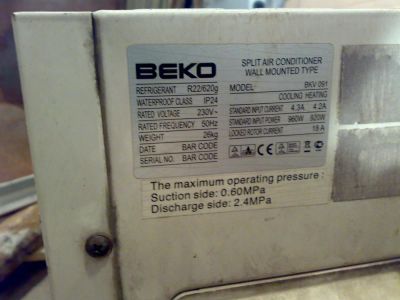 BEKO
SPLIT AIR CONDITIONER
WALL MOUNTED TYPE
REFRIGERANT R22/620g
WATERPROOF CLASS IP24
RATED VOLTAGE 230V~
RATED FREQUENCY 50Hz
WEIGHT 26kg
DATE BAR CODE
SERIAL NO. BAR CODE
MODEL BKV 091
COOLING HEATING
STANDARD INPUT CURRENT 4.3A 4.2A
STANDARD INPUT POWER 960W 920W
LOCKED ROTOR CURRENT 18 A
CE
The maximum operating pressure :
Suction side: 0.60MPa
Discharge side: 2.4MPa